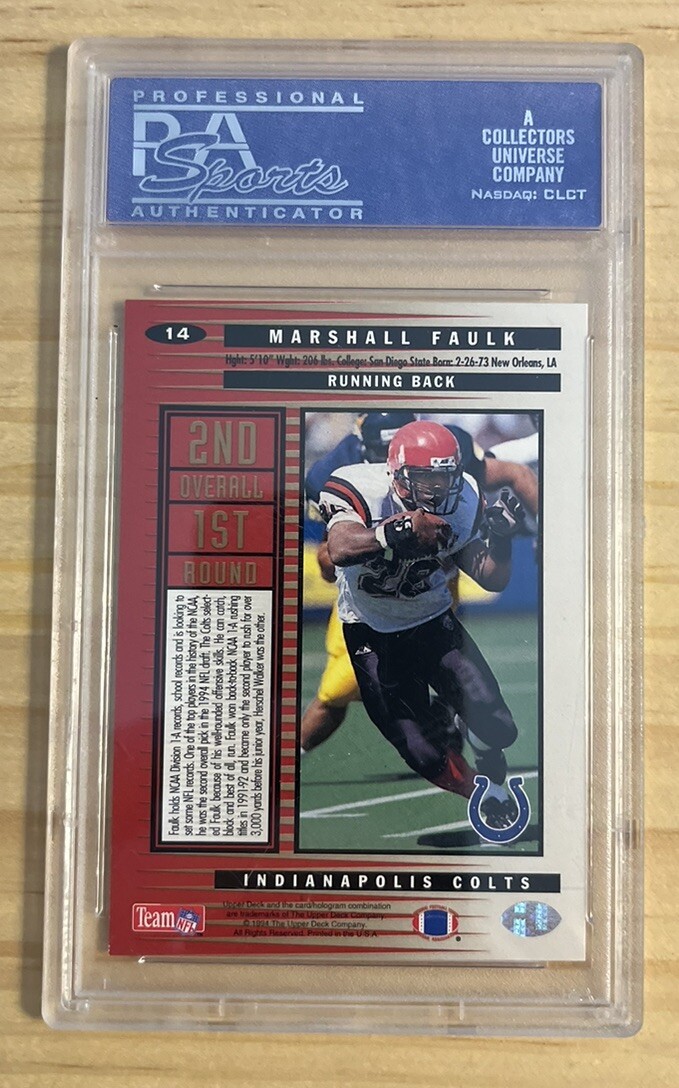 PROFESSIONAL
PSA
Sports
AUTHENTICATOR
A
COLLECTORS
UNIVERSE
COMPANY
NASDAQ: CLCT
14
MARSHALL FAULK
Hght: 5'10" Wght: 206 lbs. College: San Diego State Born: 2-26-73 New Orleans, LA
RUNNING BACK
2ND
OVERALL
1ST
ROUND
Faulk holds NCAA Division 1-A records, school records and is looking to
set some NFL records. One of the top players in the history of the NCAA,
he was the second overall pick in the 1994 NFL draft. The Colts select-
ed Faulk because of his well-rounded offensive skills. He can catch,
block and best of all, run. Faulk won back-to-back NCAA 1-A rushing
titles in 1991-92 and became only the second player to rush for over
3,000 yards before his junior year, Herschel Walker was the other.
28
INDIANAPOLIS COLTS
Team NFL
Upper Deck and the card/hologram combination
are trademarks of The Upper Deck Company.
© 1994 The Upper Deck Company.
All Rights Reserved. Printed in the U.S.A.